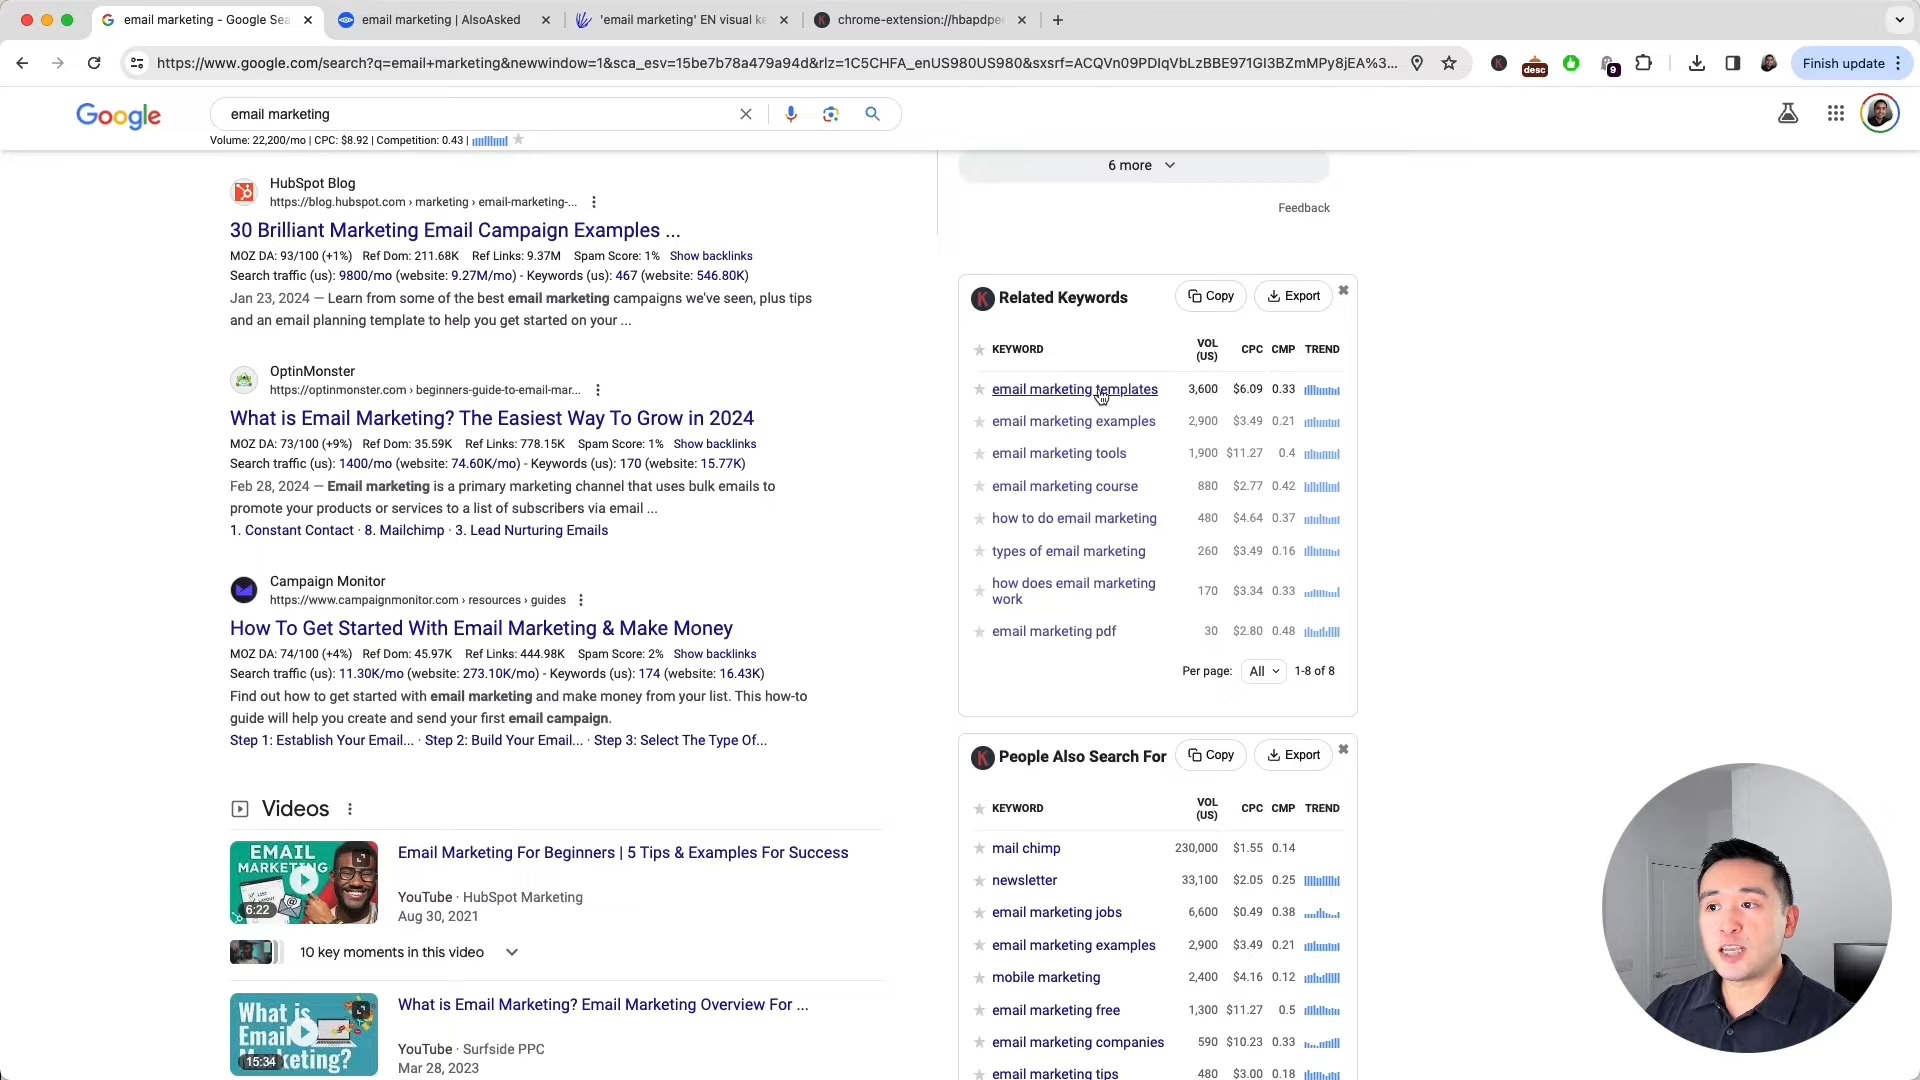 email marketing - Google Sea
email marketing | AlsoAsked
'email marketing' EN visual ke
chrome-extension://hbapdpe
https://www.google.com/search?q=email+marketing&newwindow=1&sca_esv=15be7b78a479a94d&rlz=1C5CHFA_enUS980US980&sxsrf=ACQVn09PDIqVbLzBBE971GI3BZmMPy8jEA%3...
desc
9
Finish update
Google
email marketing
Volume: 22,200/mo | CPC: $8.92 | Competition: 0.43 |
HubSpot Blog
https://blog.hubspot.com › marketing › email-marketing-...
30 Brilliant Marketing Email Campaign Examples ...
MOZ DA: 93/100 (+1%) Ref Dom: 211.68K Ref Links: 9.37M Spam Score: 1% Show backlinks
Search traffic (us): 9800/mo (website: 9.27M/mo) - Keywords (us): 467 (website: 546.80K)
Jan 23, 2024 — Learn from some of the best email marketing campaigns we've seen, plus tips
and an email planning template to help you get started on your ...
OptinMonster
https://optinmonster.com › beginners-guide-to-email-mar...
What is Email Marketing? The Easiest Way To Grow in 2024
MOZ DA: 73/100 (+9%) Ref Dom: 35.59K Ref Links: 778.15K Spam Score: 1% Show backlinks
Search traffic (us): 1400/mo (website: 74.60K/mo) - Keywords (us): 170 (website: 15.77K)
Feb 28, 2024 — Email marketing is a primary marketing channel that uses bulk emails to
promote your products or services to a list of subscribers via email ...
1. Constant Contact · 8. Mailchimp · 3. Lead Nurturing Emails
Campaign Monitor
https://www.campaignmonitor.com › resources › guides
How To Get Started With Email Marketing & Make Money
MOZ DA: 74/100 (+4%) Ref Dom: 45.97K Ref Links: 444.98K Spam Score: 2% Show backlinks
Search traffic (us): 11.30K/mo (website: 273.10K/mo) - Keywords (us): 174 (website: 16.43K)
Find out how to get started with email marketing and make money from your list. This how-to
guide will help you create and send your first email campaign.
Step 1: Establish Your Email... · Step 2: Build Your Email... · Step 3: Select The Type Of...
Videos
EMAIL
MARKETING
6:22
Email Marketing For Beginners | 5 Tips & Examples For Success
YouTube · HubSpot Marketing
Aug 30, 2021
10 key moments in this video
What is
Email
Marketing?
15:34
What is Email Marketing? Email Marketing Overview For ...
YouTube · Surfside PPC
Mar 28, 2023
6 more
Feedback
K Related Keywords Copy Export
KEYWORD VOL (US) CPC CMP TREND
email marketing templates 3,600 $6.09 0.33
email marketing examples 2,900 $3.49 0.21
email marketing tools 1,900 $11.27 0.4
email marketing course 880 $2.77 0.42
how to do email marketing 480 $4.64 0.37
types of email marketing 260 $3.49 0.16
how does email marketing work 170 $3.34 0.33
email marketing pdf 30 $2.80 0.48
Per page: All 1-8 of 8
K People Also Search For Copy Export
KEYWORD VOL (US) CPC CMP TREND
mail chimp 230,000 $1.55 0.14
newsletter 33,100 $2.05 0.25
email marketing jobs 6,600 $0.49 0.38
email marketing examples 2,900 $3.49 0.21
mobile marketing 2,400 $4.16 0.12
email marketing free 1,300 $11.27 0.5
email marketing companies 590 $10.23 0.33
email marketing tips 480 $3.00 0.18